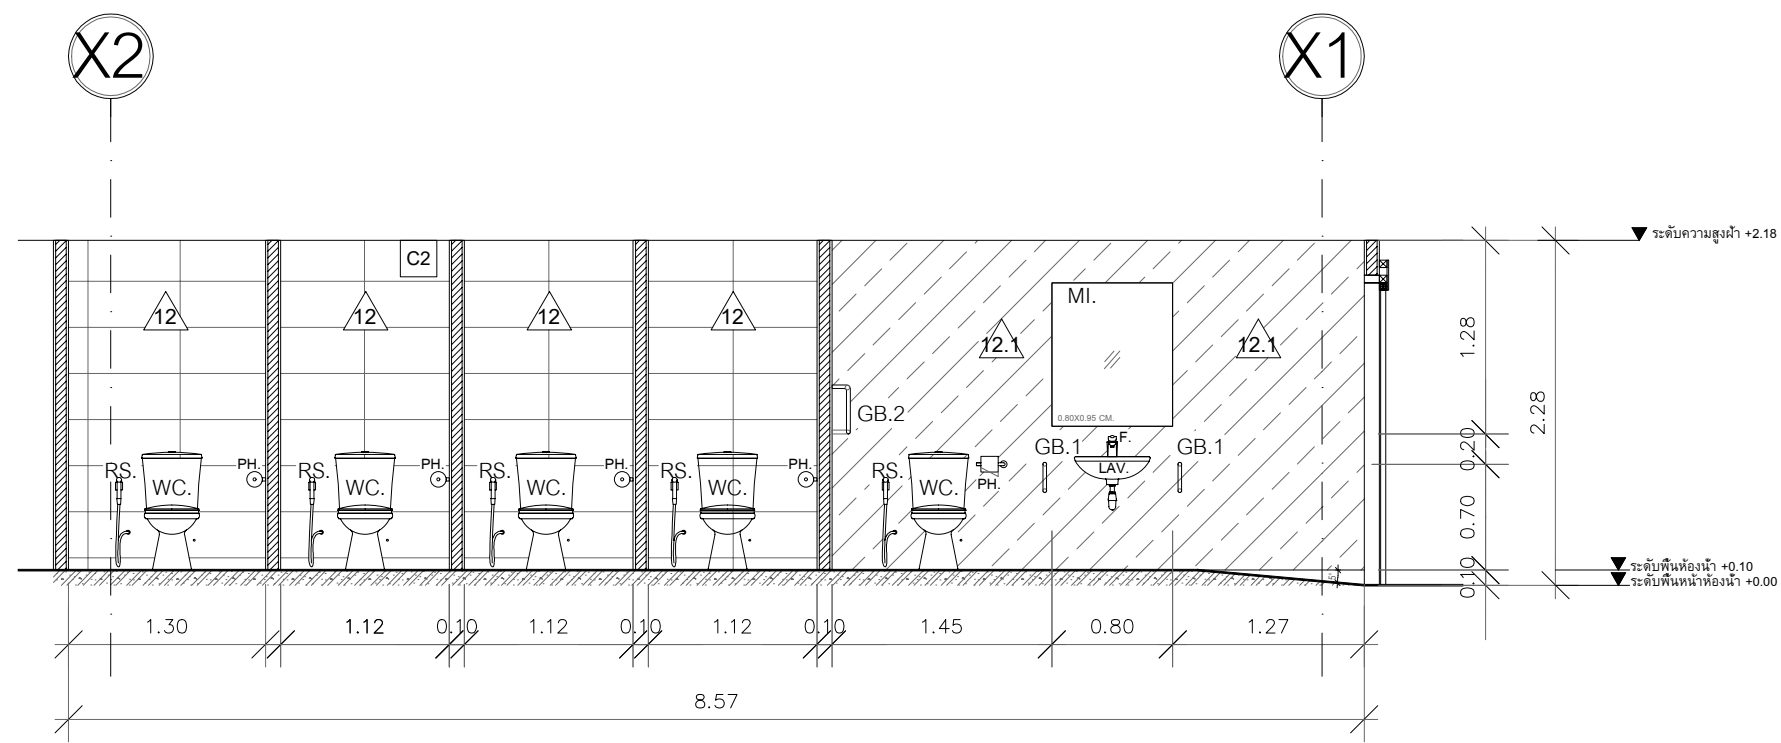 X2
X1
ระดับความสูงฝ้า +2.18
C2
12
12
12
12
MI.
12.1
12.1
1.28
2.28
0.80X0.95 CM.
GB.2
F.
GB.1
GB.1
0.20
RS.
WC.
PH.
RS.
WC.
PH.
RS.
WC.
PH.
RS.
WC.
PH.
RS.
WC.
PH.
LAV.
0.70
0.10
ระดับพื้นห้องน้ำ +0.10
ระดับพื้นหน้าห้องน้ำ +0.00
1.30
1.12
0.10
1.12
0.10
1.12
0.10
1.45
0.80
1.27
8.57